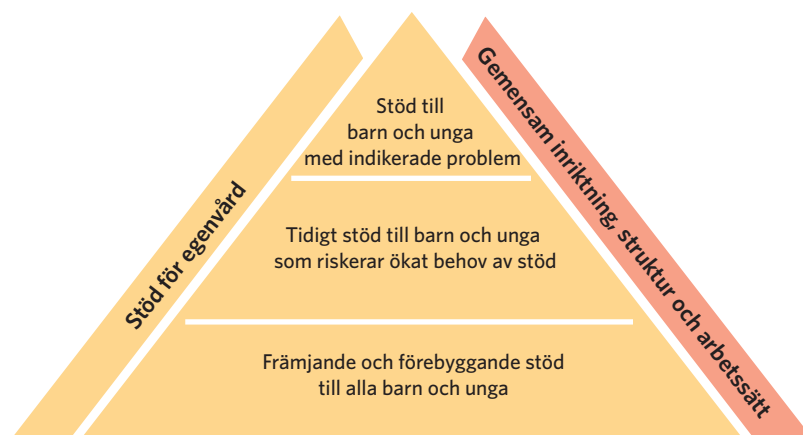 Stöd för egenvård
Stöd till
barn och unga
med indikerade problem
Tidigt stöd till barn och unga
som riskerar ökat behov av stöd
Främjande och förebyggande stöd
till alla barn och unga
Gemensam inriktning, struktur och arbetssätt